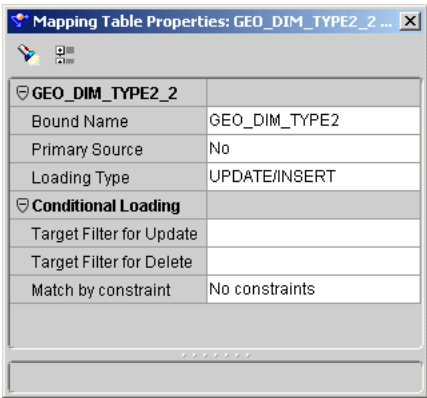 Mapping Table Properties: GEO_DIM_TYPE2_2 ...
GEO_DIM_TYPE2_2
Bound Name GEO_DIM_TYPE2
Primary Source No
Loading Type UPDATE/INSERT
Conditional Loading
Target Filter for Update
Target Filter for Delete
Match by constraint No constraints